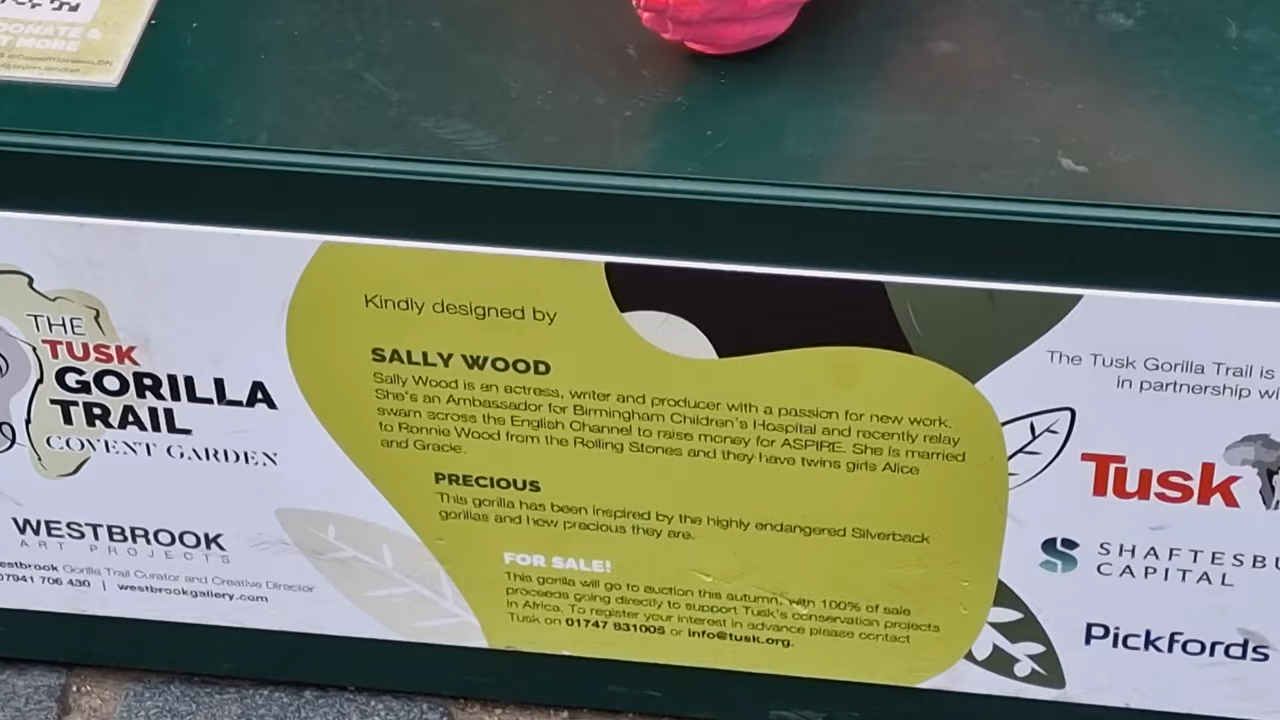 DONATE &
MORE
THE
TUSK
GORILLA
TRAIL
COVENT GARDEN
WESTBROOK
ART PROJECTS
estbrook Gorilla Trail Curator and Creative Director
07941 706 430 | westbrookgallery.com
Kindly designed by
SALLY WOOD
Sally Wood is an actress, writer and producer with a passion for new work.
She's an Ambassador for Birmingham Children's Hospital and recently relay
swam across the English Channel to raise money for ASPIRE. She is married
to Ronnie Wood from the Rolling Stones and they have twins girls Alice
and Gracie.
PRECIOUS
This gorilla has been inspired by the highly endangered Silverback
gorillas and how precious they are.
FOR SALE!
This gorilla will go to auction this autumn, with 100% of sale
proceeds going directly to support Tusk's conservation projects
in Africa. To register your interest in advance please contact
Tusk on 01747 831005 or info@tusk.org.
The Tusk Gorilla Trail is
in partnership wi
Tusk
SHAFTESBU
CAPITAL
Pickfords